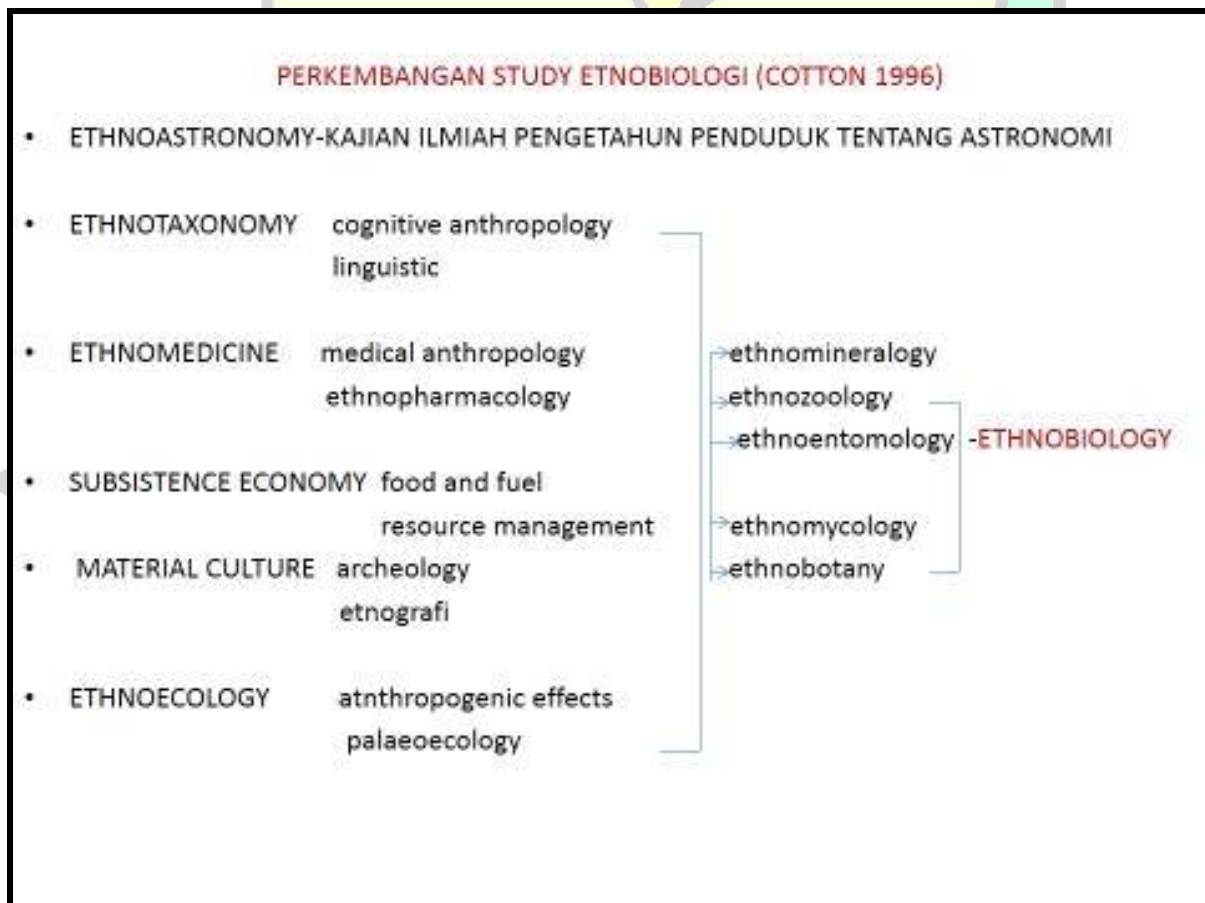 PERKEMBANGAN STUDY ETNOBIOLOGI (COTTON 1996)
• ETHNOASTRONOMY-KAJIAN ILMIAH PENGETAHUN PENDUDUK TENTANG ASTRONOMI
• ETHNOTAXONOMY cognitive anthropology
linguistic
• ETHNOMEDICINE medical anthropology
ethnopharmacology
• SUBSISTENCE ECONOMY food and fuel
resource management
• MATERIAL CULTURE archeology
etnografi
• ETHNOECOLOGY atnthropogenic effects
palaeoecology
ethnomineralogy
ethnozoology
ethnoentomology -ETHNOBIOLOGY
ethnomycology
ethnobotany